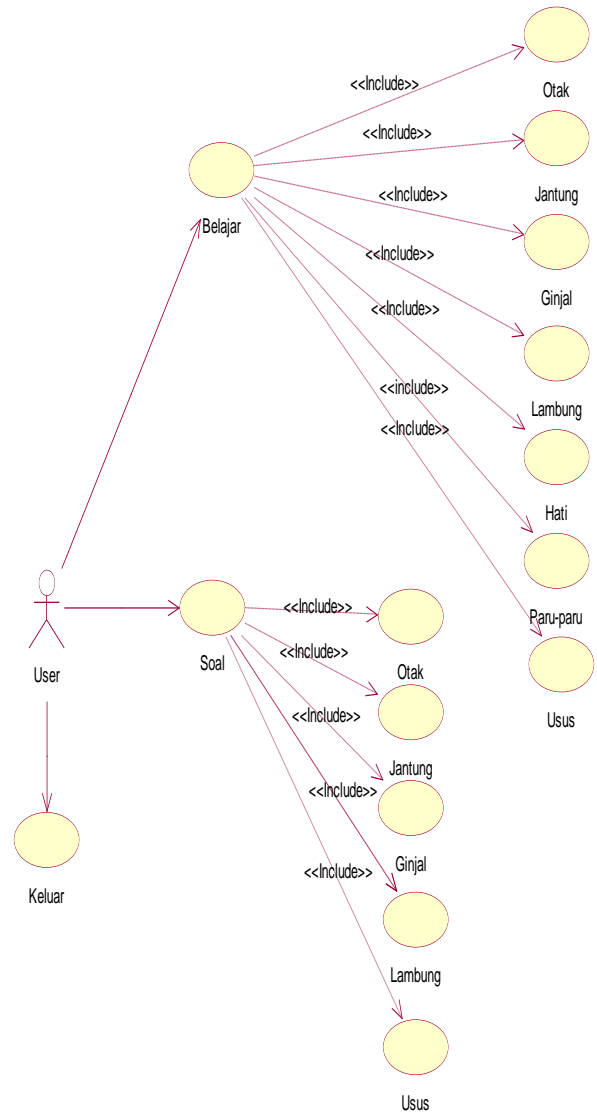 Otak
<<Include>>
<<Include>>
Jantung
<<Include>>
Belajar
<<Include>>
Ginjal
<<Include>>
<<include>>
Lambung
<<Include>>
Hati
<<Include>>
Paru-paru
User
Soal
<<Include>>
Otak
Usus
<<Include>>
Jantung
<<Include>>
Ginjal
<<Include>>
Keluar
Lambung
Usus